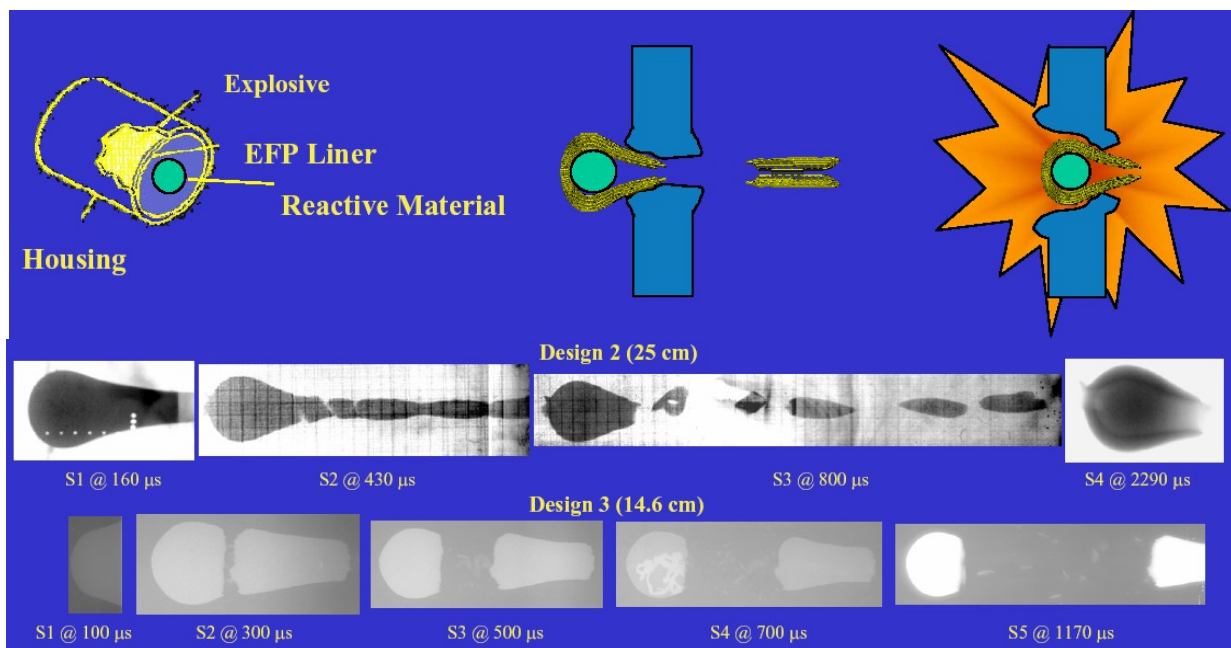 Explosive
EFP Liner
Reactive Material
Housing
Design 2 (25 cm)
S1 @ 160 μs
S2 @ 430 μs
S3 @ 800 μs
S4 @ 2290 μs
Design 3 (14.6 cm)
S1 @ 100 μs
S2 @ 300 μs
S3 @ 500 μs
S4 @ 700 μs
S5 @ 1170 μs